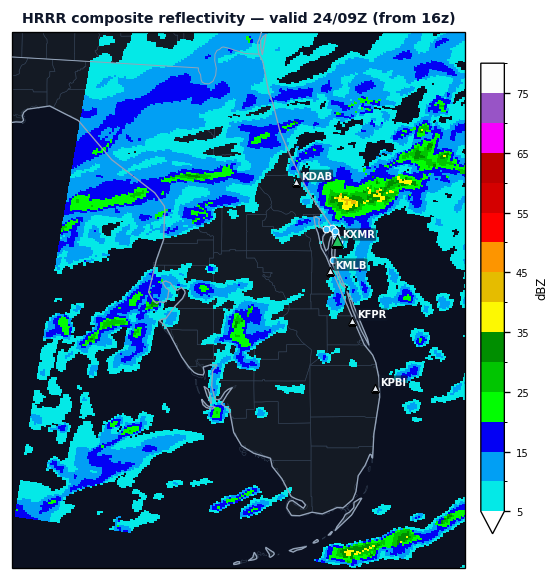 HRRR composite reflectivity — valid 24/09Z (from 16z)
KDAB
KXMR
KMLB
KFPR
KPBI
75
65
55
45
35
25
15
5
dBZ